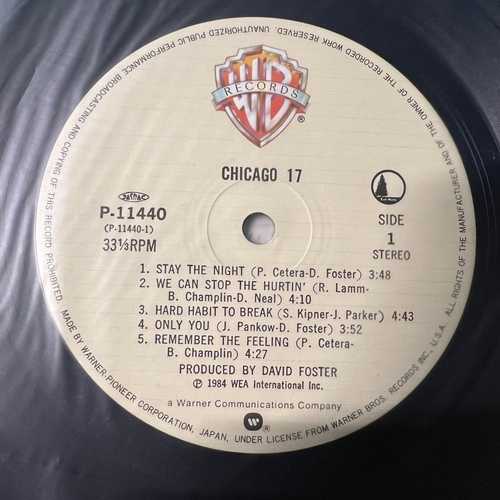 WB
RECORDS
®
CHICAGO 17
P-11440
(P-11440-1)
33⅓RPM
SIDE
1
STEREO
1. STAY THE NIGHT (P. Cetera-D. Foster) 3:48
2. WE CAN STOP THE HURTIN' (R. Lamm-
B. Champlin-D. Neal) 4:10
3. HARD HABIT TO BREAK (S. Kipner-J. Parker) 4:43
4. ONLY YOU (J. Pankow-D. Foster) 3:52
5. REMEMBER THE FEELING (P. Cetera-
B. Champlin) 4:27
PRODUCED BY DAVID FOSTER
Ⓟ 1984 WEA International Inc.
a Warner Communications Company
MADE BY WARNER-PIONEER CORPORATION, JAPAN, UNDER LICENSE FROM WARNER BROS. RECORDS INC., U.S.A. ALL RIGHTS OF THE MANUFACTURER AND OF THE OWNER OF THE RECORDED WORK RESERVED. UNAUTHORIZED PUBLIC PERFORMANCE BROADCASTING AND COPYING OF THIS RECORD PROHIBITED.